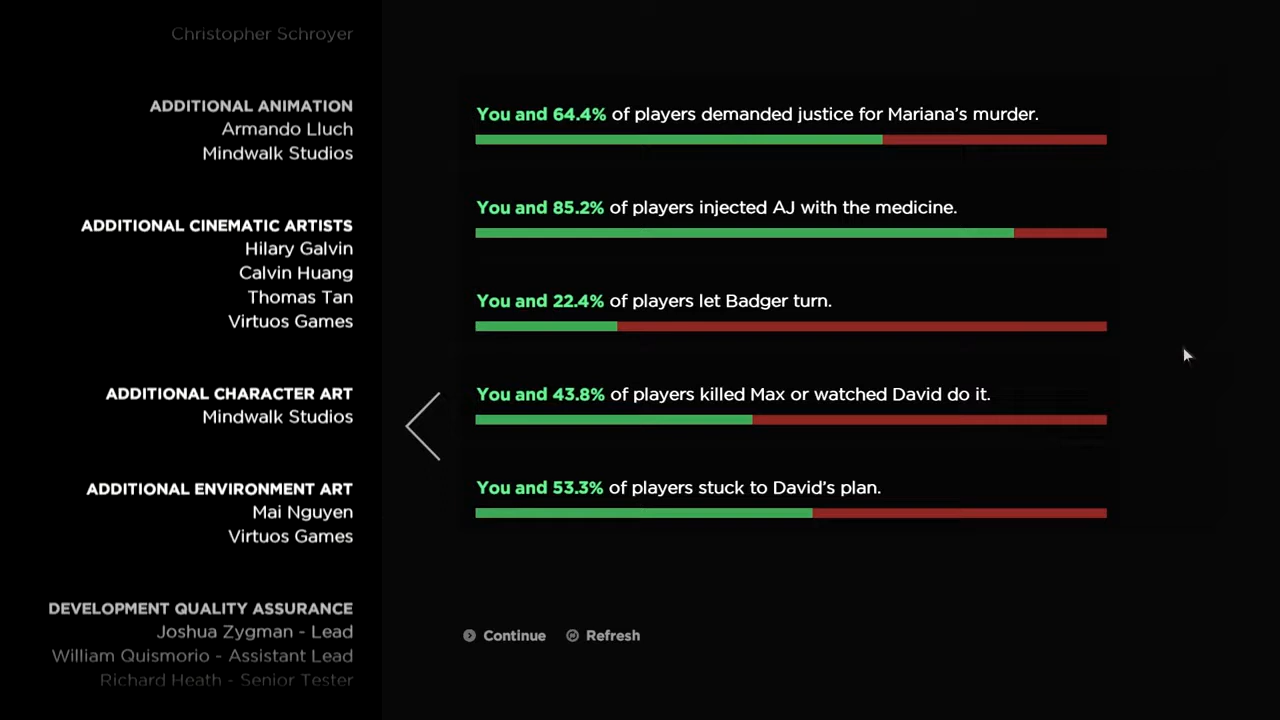 Christopher Schroyer
ADDITIONAL ANIMATION
Armando Lluch
Mindwalk Studios
ADDITIONAL CINEMATIC ARTISTS
Hilary Galvin
Calvin Huang
Thomas Tan
Virtuos Games
ADDITIONAL CHARACTER ART
Mindwalk Studios
ADDITIONAL ENVIRONMENT ART
Mai Nguyen
Virtuos Games
DEVELOPMENT QUALITY ASSURANCE
Joshua Zygman - Lead
William Quismorio - Assistant Lead
Richard Heath - Senior Tester
You and 64.4% of players demanded justice for Mariana's murder.
You and 85.2% of players injected AJ with the medicine.
You and 22.4% of players let Badger turn.
You and 43.8% of players killed Max or watched David do it.
You and 53.3% of players stuck to David's plan.
Continue Refresh